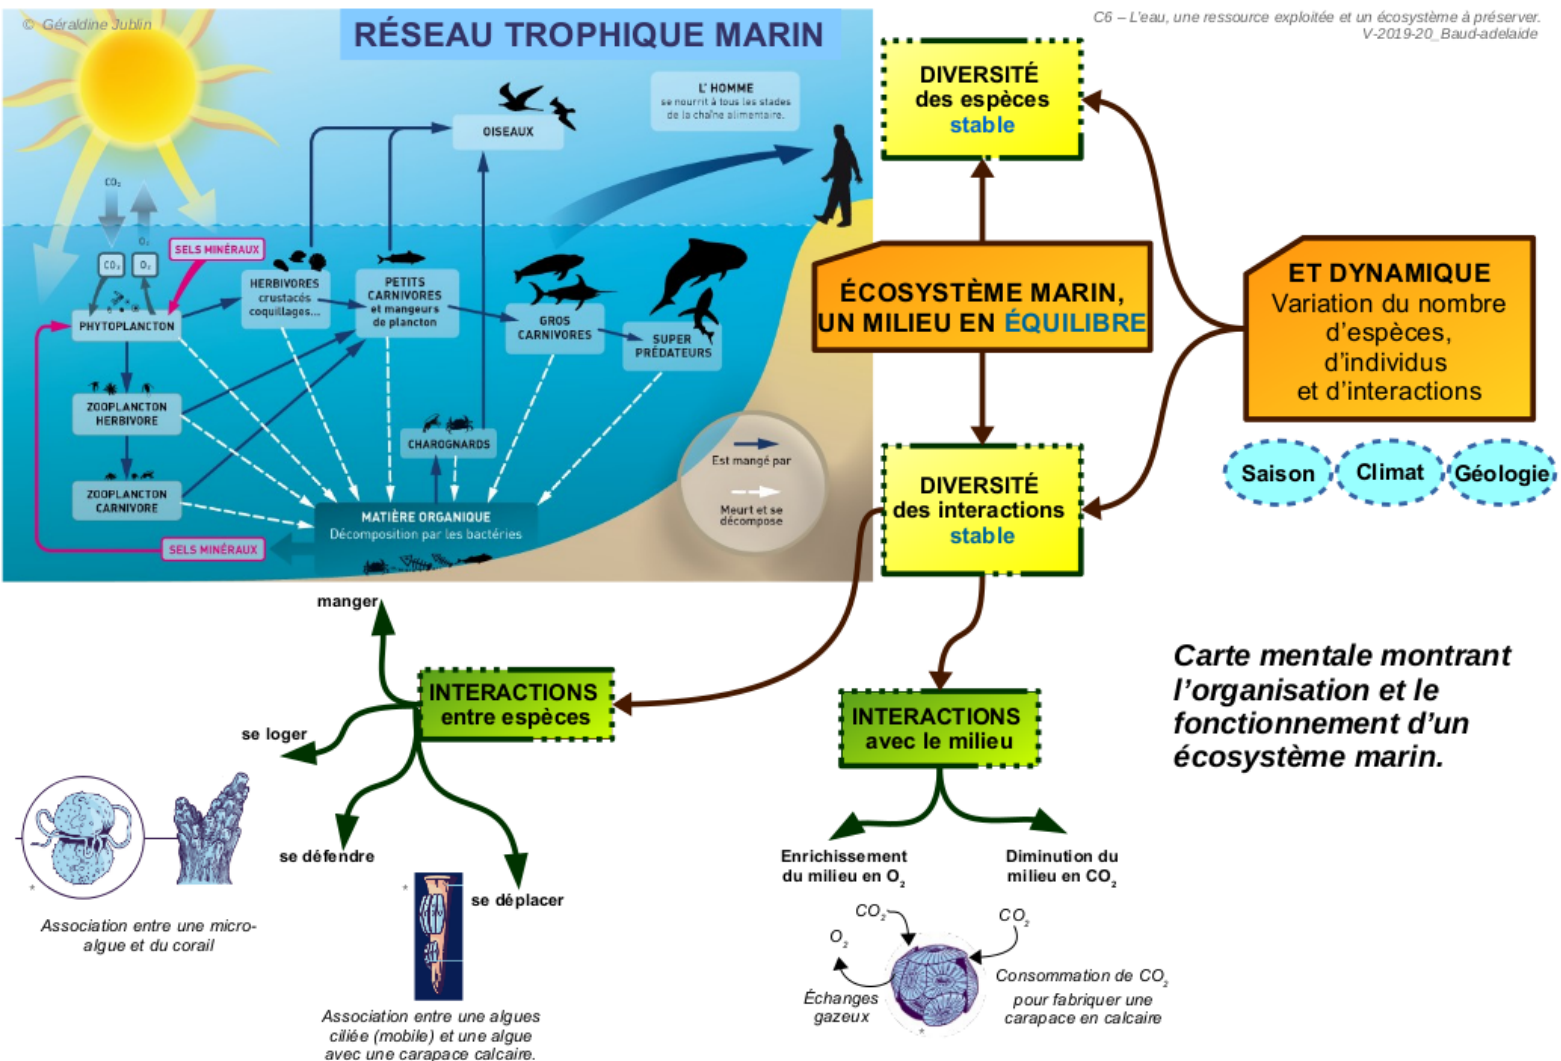 © Géraldine Jublin
RÉSEAU TROPHIQUE MARIN
C6 – L'eau, une ressource exploitée et un écosystème à préserver.
V-2019-20_Baud-adelaide
L' HOMME
se nourrit à tous les stades
de la chaîne alimentaire.
OISEAUX
CO₂
O₂
CO₂
O₂
SELS MINÉRAUX
PHYTOPLANCTON
HERBIVORES
crustacés
coquillages...
PETITS
CARNIVORES
et mangeurs
de plancton
GROS
CARNIVORES
SUPER
PRÉDATEURS
ZOOPLANCTON
HERBIVORE
ZOOPLANCTON
CARNIVORE
CHAROGNARDS
MATIÈRE ORGANIQUE
Décomposition par les bactéries
SELS MINÉRAUX
Est mangé par
Meurt et se
décompose
DIVERSITÉ
des espèces
stable
ÉCOSYSTÈME MARIN,
UN MILIEU EN ÉQUILIBRE
ET DYNAMIQUE
Variation du nombre
d'espèces,
d'individus
et d'interactions
Saison
Climat
Géologie
DIVERSITÉ
des interactions
stable
INTERACTIONS
entre espèces
manger
se loger
se défendre
se déplacer
*
Association entre une micro-
algue et du corail
*
Association entre une algues
ciliée (mobile) et une algue
avec une carapace calcaire.
INTERACTIONS
avec le milieu
Enrichissement
du milieu en O₂
Diminution du
milieu en CO₂
CO₂
O₂
CO₂
Échanges
gazeux
*
Consommation de CO₂
pour fabriquer une
carapace en calcaire
Carte mentale montrant
l'organisation et le
fonctionnement d'un
écosystème marin.